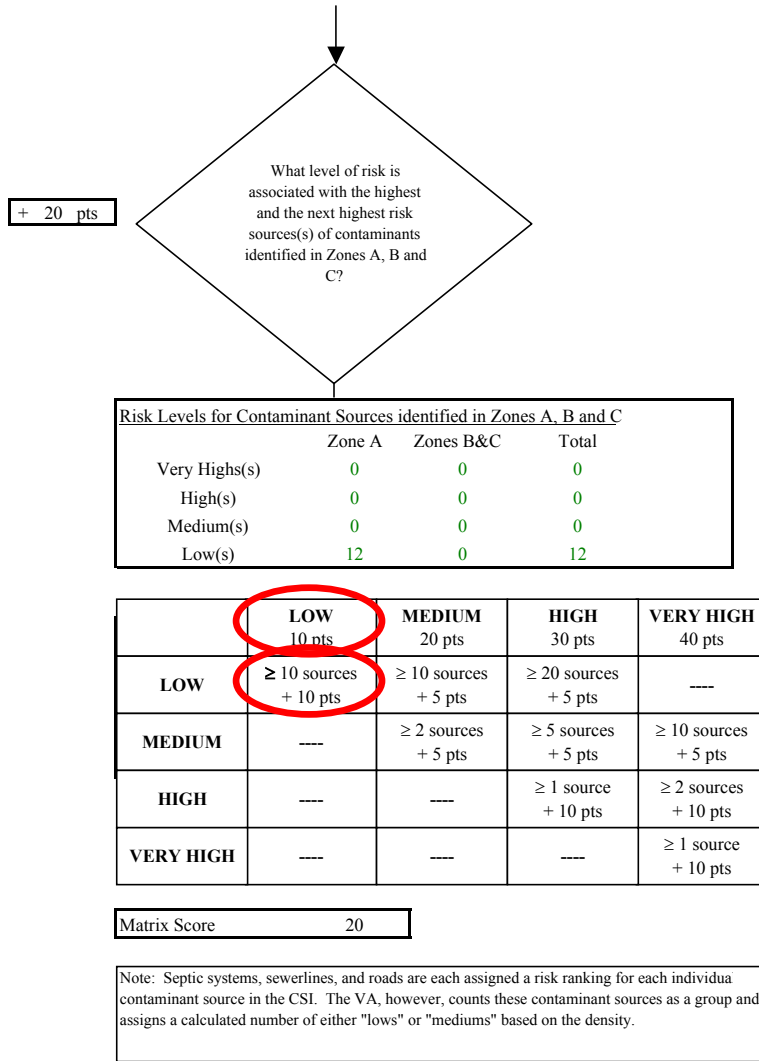 What level of risk is
associated with the highest
and the next highest risk
sources(s) of contaminants
identified in Zones A, B and
C?
+ 20 pts
Risk Levels for Contaminant Sources identified in Zones A, B and C
Zone A Zones B&C Total
Very Highs(s) 0 0 0
High(s) 0 0 0
Medium(s) 0 0 0
Low(s) 12 0 12
LOW MEDIUM HIGH VERY HIGH
10 pts 20 pts 30 pts 40 pts
LOW ≥ 10 sources ≥ 10 sources ≥ 20 sources ----
+ 10 pts + 5 pts + 5 pts
MEDIUM ---- ≥ 2 sources ≥ 5 sources ≥ 10 sources
+ 5 pts + 5 pts + 5 pts
HIGH ---- ---- ≥ 1 source ≥ 2 sources
+ 10 pts + 10 pts
VERY HIGH ---- ---- ---- ≥ 1 source
+ 10 pts
Matrix Score 20
Note: Septic systems, sewerlines, and roads are each assigned a risk ranking for each individua
contaminant source in the CSI. The VA, however, counts these contaminant sources as a group and
assigns a calculated number of either "lows" or "mediums" based on the density.